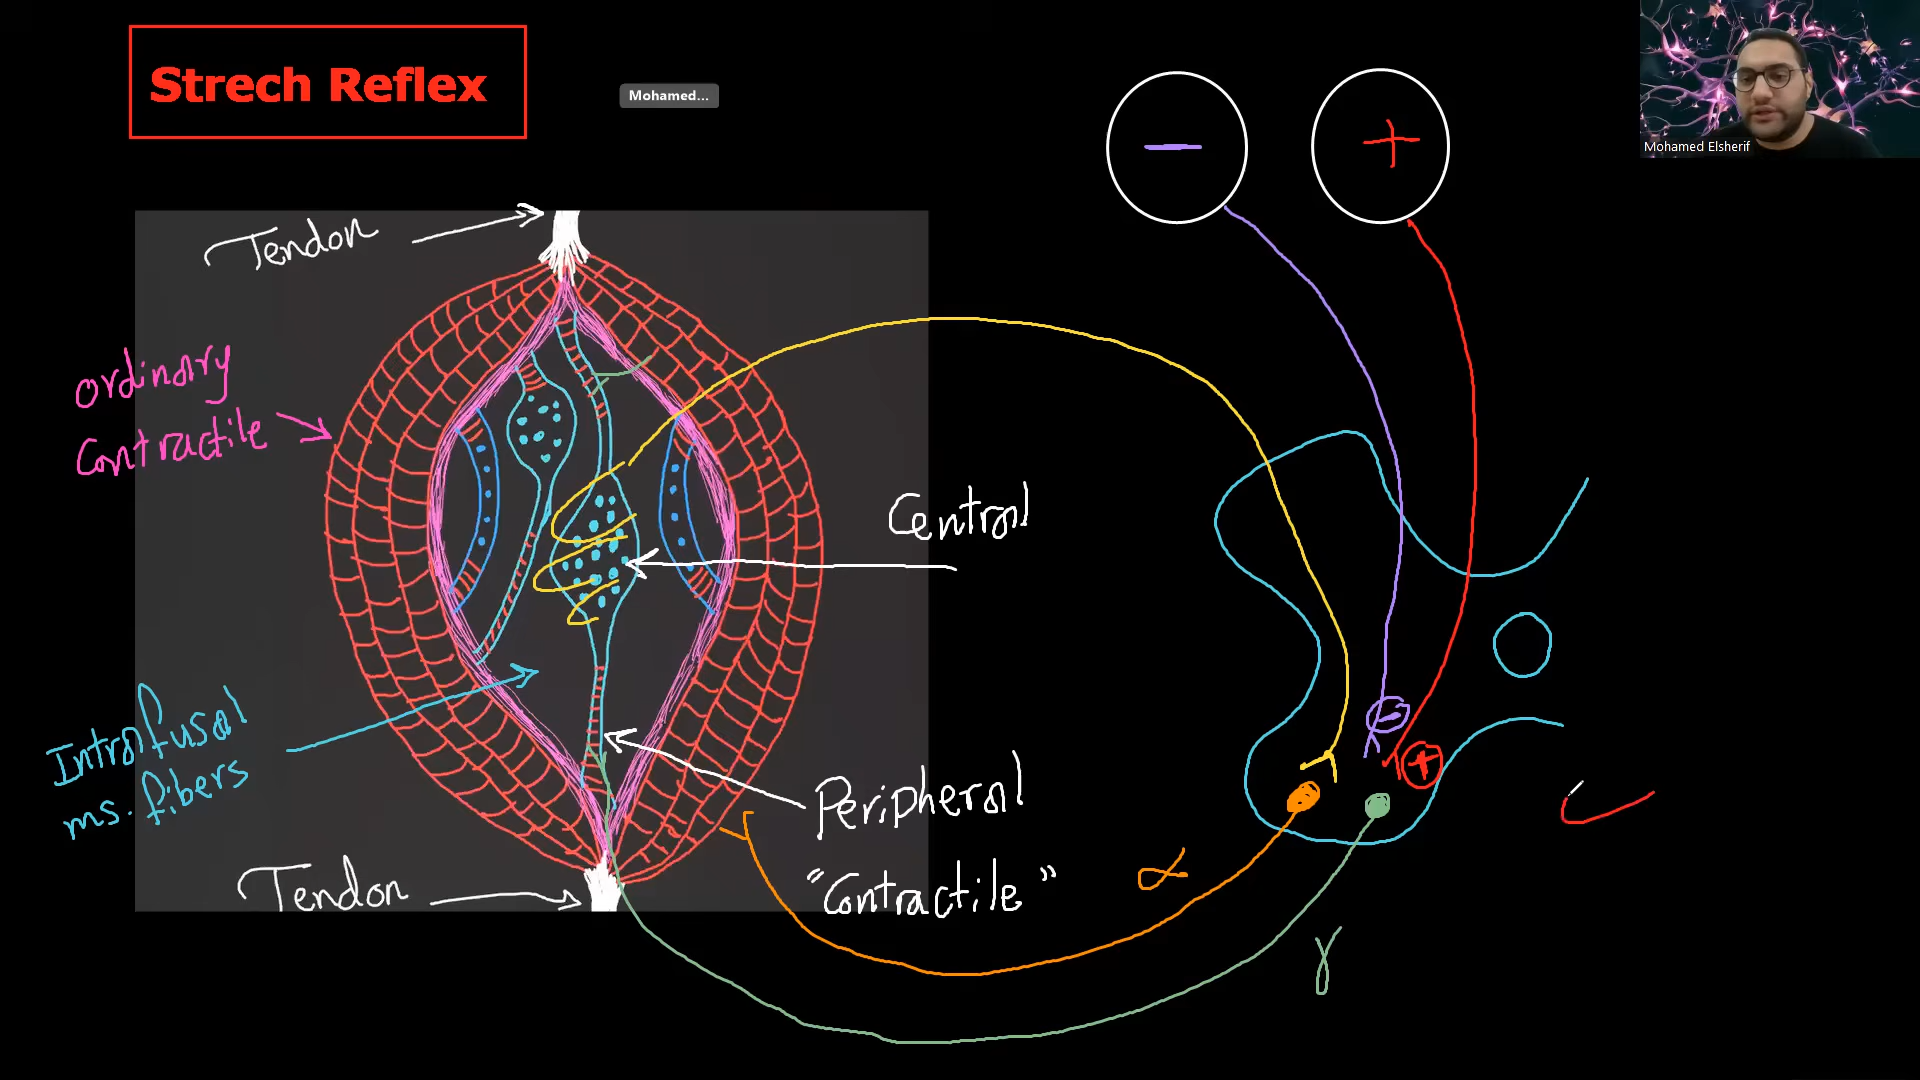 Strech Reflex
Mohamed...
Mohamed Elsherif
−
+
Tendon
ordinary
Contractile
Central
Intrafusal
ms. fibers
Peripheral
"Contractile"
Tendon
−
+
α
γ